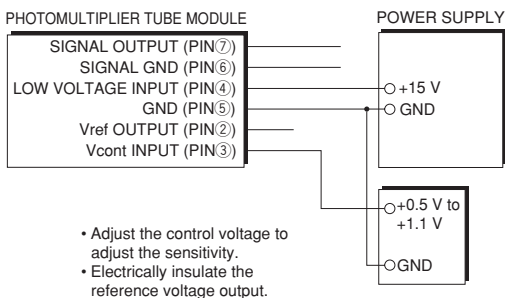 PHOTOMULTIPLIER TUBE MODULE
POWER SUPPLY
SIGNAL OUTPUT (PIN⑦)
SIGNAL GND (PIN⑥)
LOW VOLTAGE INPUT (PIN④)
GND (PIN⑤)
Vref OUTPUT (PIN②)
Vcont INPUT (PIN③)
+15 V
GND
+0.5 V to
+1.1 V
GND
• Adjust the control voltage to
adjust the sensitivity.
• Electrically insulate the
reference voltage output.